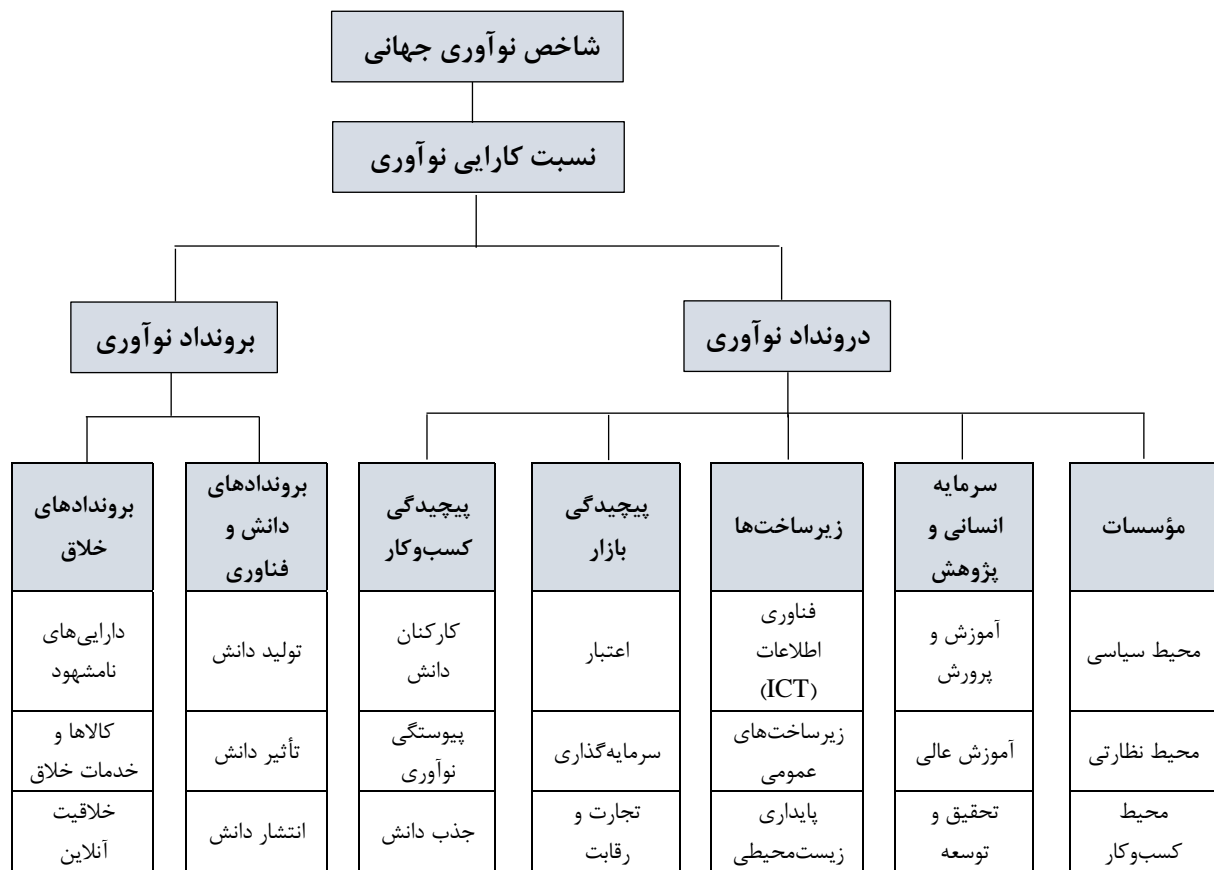 شاخص نوآوری جهانی
نسبت کارایی نوآوری
درونداد نوآوری
برونداد نوآوری
مؤسسات
محیط سیاسی
محیط نظارتی
محیط
کسب‌وکار
سرمایه
انسانی و
پژوهش
آموزش و
پرورش
آموزش عالی
تحقیق و
توسعه
زیرساخت‌ها
فناوری
اطلاعات
(ICT)
زیرساخت‌های
عمومی
پایداری
زیست‌محیطی
پیچیدگی
بازار
اعتبار
سرمایه‌گذاری
تجارت و
رقابت
پیچیدگی
کسب‌وکار
کارکنان
دانش
پیوستگی
نوآوری
جذب دانش
بروندادهای
دانش و
فناوری
تولید دانش
تأثیر دانش
انتشار دانش
بروندادهای
خلاق
دارایی‌های
نامشهود
کالاها و
خدمات خلاق
خلاقیت
آنلاین